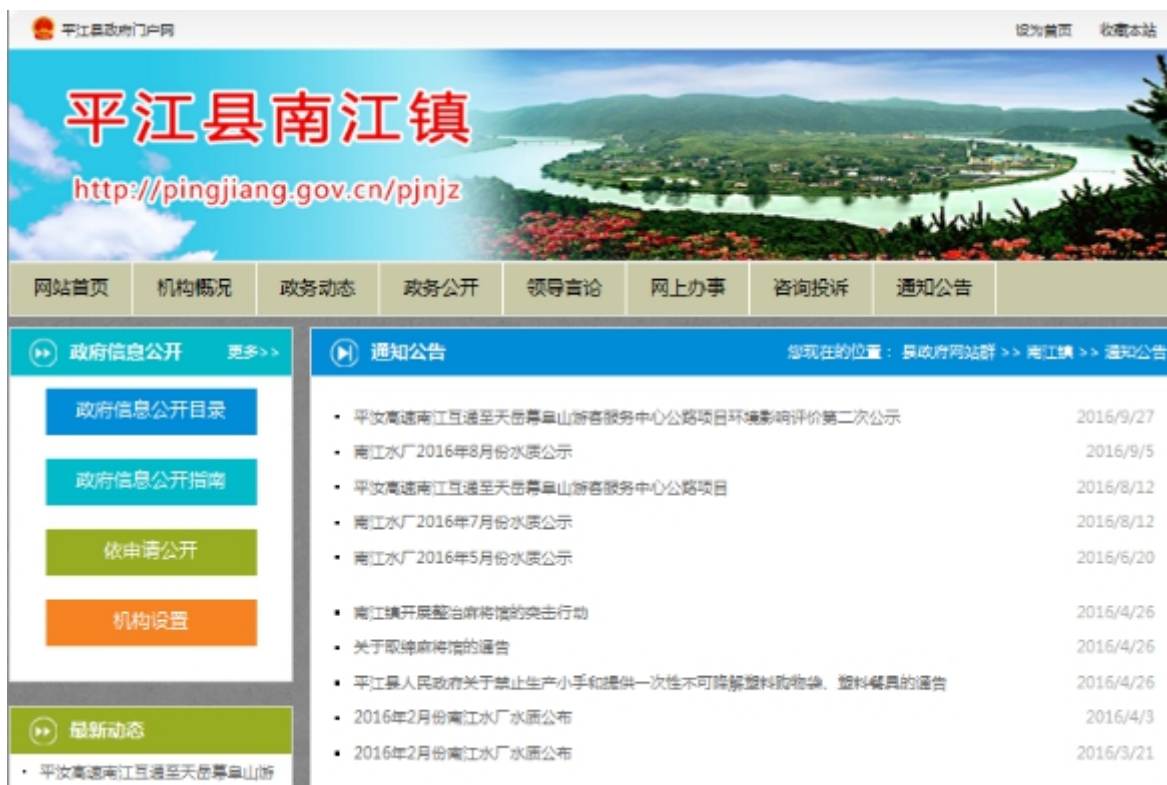 平江县政府门户网
设为首页 收藏本站
平江县南江镇
http://pingjiang.gov.cn/pjnjz
网站首页 机构概况 政务动态 政务公开 领导言论 网上办事 咨询投诉 通知公告
政府信息公开 更多>>
政府信息公开目录
政府信息公开指南
依申请公开
机构设置
最新动态
平汝高速南江互通至天岳幕阜山游
通知公告 您现在的位置：县政府网站群 >> 南江镇 >> 通知公告
平汝高速南江互通至天岳幕阜山游客服务中心公路项目环境影响评价第二次公示 2016/9/27
南江水厂2016年8月份水质公示 2016/9/5
平汝高速南江互通至天岳幕阜山游客服务中心公路项目 2016/8/12
南江水厂2016年7月份水质公示 2016/8/12
南江水厂2016年5月份水质公示 2016/6/20
南江镇开展整治麻将馆的突击行动 2016/4/26
关于取缔麻将馆的通告 2016/4/26
平江县人民政府关于禁止生产小手和提供一次性不可降解塑料购物袋、塑料餐具的通告 2016/4/26
2016年2月份南江水厂水质公布 2016/4/3
2016年2月份南江水厂水质公布 2016/3/21